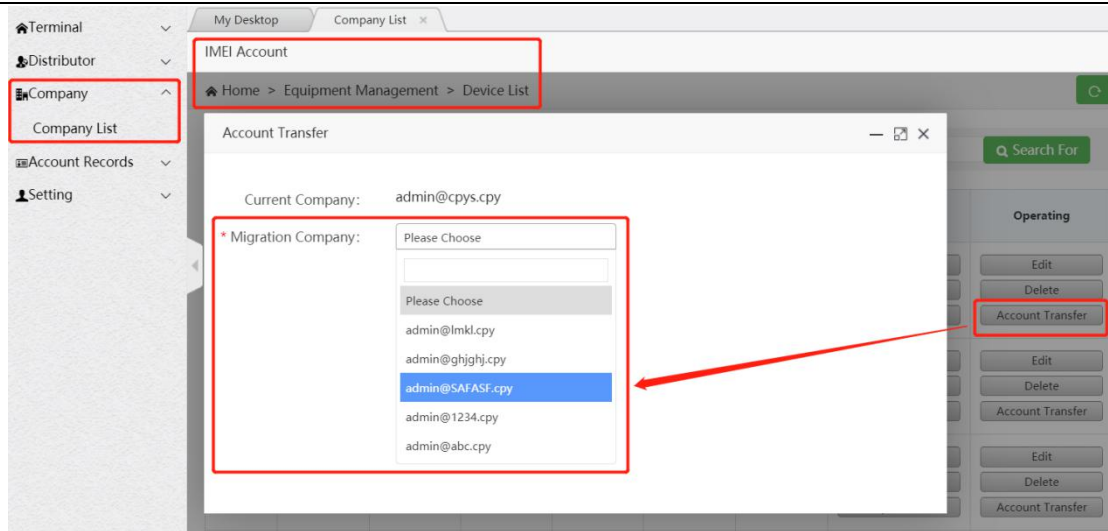 Terminal
Distributor
Company
Company List
Account Records
Setting
My Desktop
Company List
IMEI Account
Home > Equipment Management > Device List
Search For
Account Transfer
Current Company: admin@cpys.cpy
* Migration Company: Please Choose
Please Choose
admin@lmkl.cpy
admin@ghjghj.cpy
admin@SAFASF.cpy
admin@1234.cpy
admin@abc.cpy
Operating
Edit
Delete
Account Transfer
Edit
Delete
Account Transfer
Edit
Delete
Account Transfer